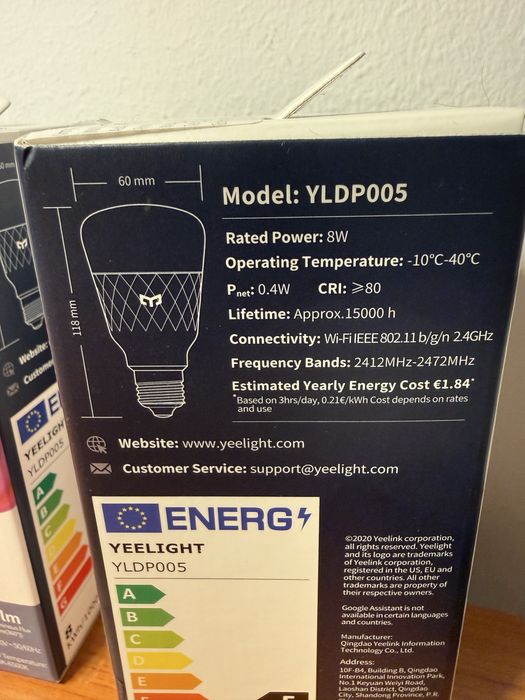 60 mm
118 mm
Model: YLDP005
Rated Power: 8W
Operating Temperature: -10°C-40°C
Pnet: 0.4W CRI: ⩾80
Lifetime: Approx.15000 h
Connectivity: Wi-Fi IEEE 802.11 b/g/n 2.4GHz
Frequency Bands: 2412MHz-2472MHz
Estimated Yearly Energy Cost €1.84*
*Based on 3hrs/day, 0.21€/kWh Cost depends on rates
and use
Website: www.yeelight.com
Customer Service: support@yeelight.com
ENERG
YEELIGHT
YLDP005
A
B
C
D
E
©2020 Yeelink corporation,
all rights reserved. Yeelight
and its logo are trademarks
of Yeelink corporation,
registered in the US, EU and
other countries. All other
trademarks are property of
their respective owners.
Google Assistant is not
available in certain languages
and countries.
Manufacturer:
Qingdao Yeelink Information
Technology Co., Ltd.
Address:
10F-B4, Building B, Qingdao
International Innovation Park,
No.1 Keyuan Weiyi Road,
Laoshan District, Qingdao
City, Shandong Province, P.R.
Website:
Custome
E
YEELIGH
YLDP005
A
B
C
D
E
F
G
lm